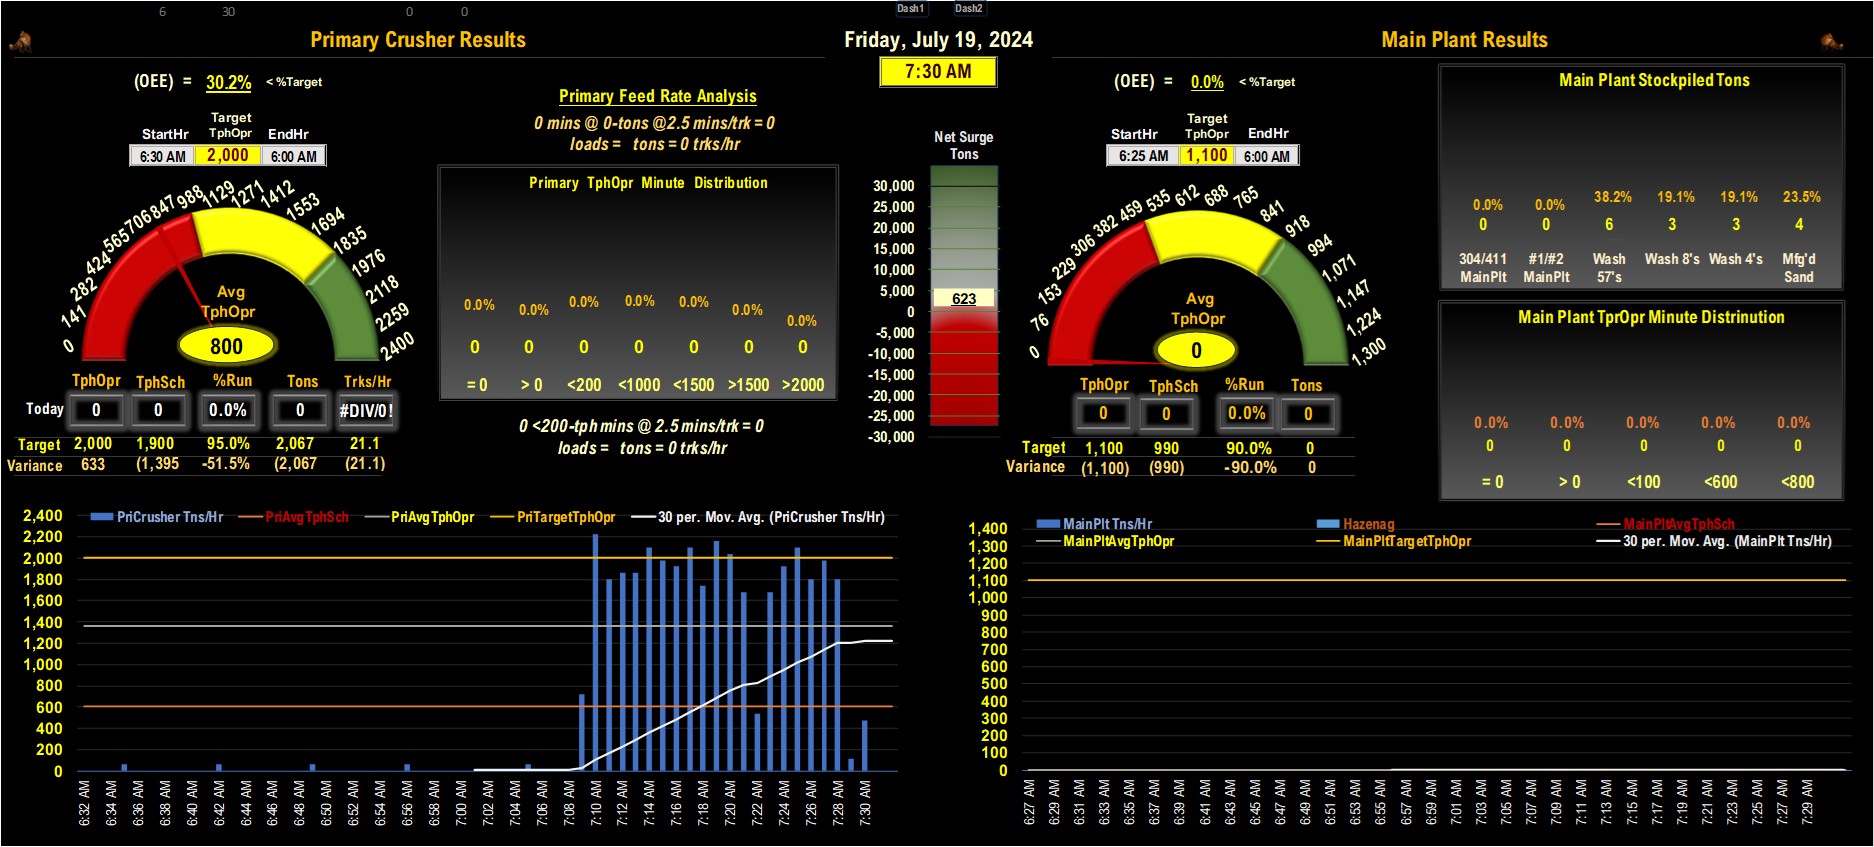 6 30 0 0 Dash1 Dash2
Primary Crusher Results
Friday, July 19, 2024
Main Plant Results
7:30 AM
(OEE) = 30.2% < %Target
Target
StartHr TphOpr EndHr
6:30 AM 2,000 6:00 AM
0 141 282 424 565 706 847 988 1129 1271 1412 1553 1694 1835 1976 2118 2259 2400
Avg
TphOpr
800
TphOpr TphSch %Run Tons Trks/Hr
Today 0 0 0.0% 0 #DIV/0!
Target 2,000 1,900 95.0% 2,067 21.1
Variance 633 (1,395 -51.5% (2,067 (21.1)
Primary Feed Rate Analysis
0 mins @ 0-tons @2.5 mins/trk = 0
loads = tons = 0 trks/hr
Primary TphOpr Minute Distribution
0.0% 0.0% 0.0% 0.0% 0.0% 0.0% 0.0%
0 0 0 0 0 0 0
= 0 > 0 <200 <1000 <1500 >1500 >2000
0 <200-tph mins @ 2.5 mins/trk = 0
loads = tons = 0 trks/hr
Net Surge
Tons
30,000
25,000
20,000
15,000
10,000
5,000
623
0
-5,000
-10,000
-15,000
-20,000
-25,000
-30,000
(OEE) = 0.0% < %Target
Target
StartHr TphOpr EndHr
6:25 AM 1,100 6:00 AM
0 76 153 229 306 382 459 535 612 688 765 841 918 994 1,071 1,147 1,224 1,300
Avg
TphOpr
0
TphOpr TphSch %Run Tons
0 0 0.0% 0
Target 1,100 990 90.0% 0
Variance (1,100) (990) -90.0% 0
Main Plant Stockpiled Tons
0.0% 0.0% 38.2% 19.1% 19.1% 23.5%
0 0 6 3 3 4
304/411 #1/#2 Wash Wash 8's Wash 4's Mfg'd
MainPlt MainPlt 57's Sand
Main Plant TprOpr Minute Distrinution
0.0% 0.0% 0.0% 0.0% 0.0%
0 0 0 0 0
= 0 > 0 <100 <600 <800
PriCrusher Tns/Hr PriAvgTphSch PriAvgTphOpr PriTargetTphOpr 30 per. Mov. Avg. (PriCrusher Tns/Hr)
2,400
2,200
2,000
1,800
1,600
1,400
1,200
1,000
800
600
400
200
0
6:32 AM 6:34 AM 6:36 AM 6:38 AM 6:40 AM 6:42 AM 6:44 AM 6:46 AM 6:48 AM 6:50 AM 6:52 AM 6:54 AM 6:56 AM 6:58 AM 7:00 AM 7:02 AM 7:04 AM 7:06 AM 7:08 AM 7:10 AM 7:12 AM 7:14 AM 7:16 AM 7:18 AM 7:20 AM 7:22 AM 7:24 AM 7:26 AM 7:28 AM 7:30 AM
MainPlt Tns/Hr Hazenag MainPltAvgTphSch
MainPltAvgTphOpr MainPltTargetTphOpr 30 per. Mov. Avg. (MainPlt Tns/Hr)
1,400
1,300
1,200
1,100
1,000
900
800
700
600
500
400
300
200
100
0
6:27 AM 6:29 AM 6:31 AM 6:33 AM 6:35 AM 6:37 AM 6:39 AM 6:41 AM 6:43 AM 6:45 AM 6:47 AM 6:49 AM 6:51 AM 6:53 AM 6:55 AM 6:57 AM 6:59 AM 7:01 AM 7:03 AM 7:05 AM 7:07 AM 7:09 AM 7:11 AM 7:13 AM 7:15 AM 7:17 AM 7:19 AM 7:21 AM 7:23 AM 7:25 AM 7:27 AM 7:29 AM